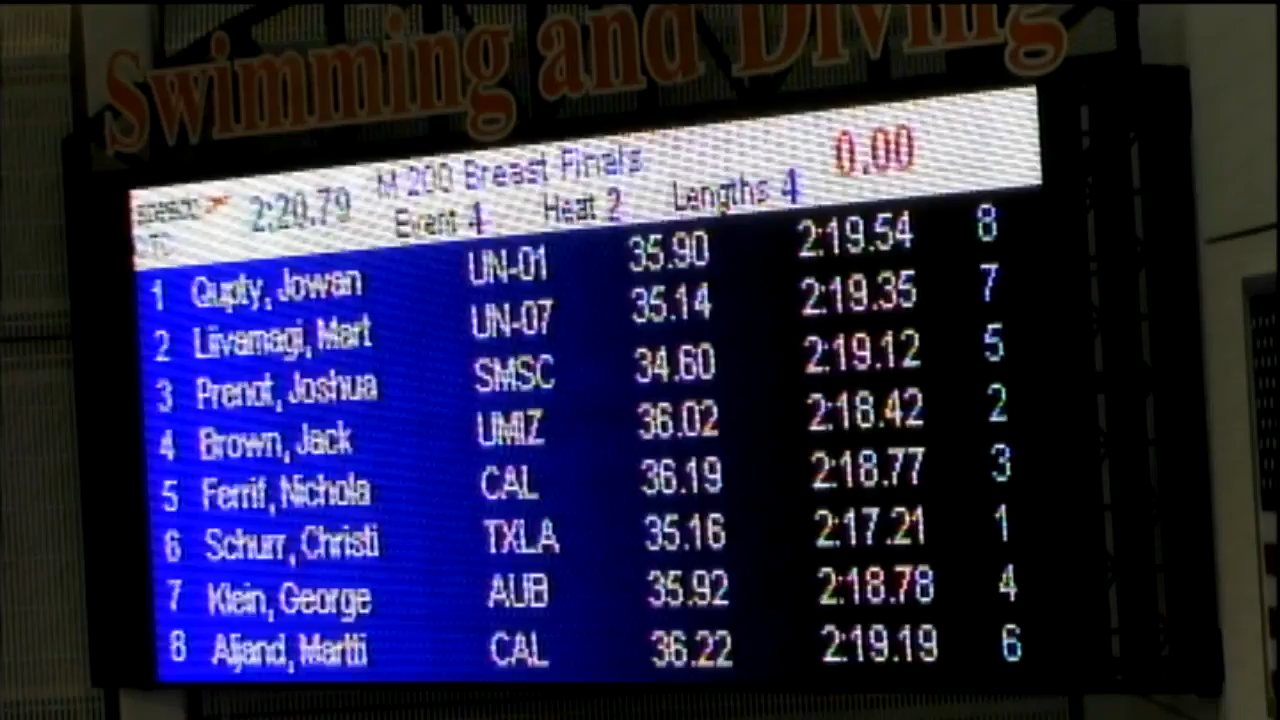 Swimming and Diving
2:20.79 M 200 Breast Finals 0.00
Event 1 Heat 2 Lengths 4
1 Qupty, Jowan UN-01 35.90 2:19.54 8
2 Liivamagi, Mart UN-07 35.14 2:19.35 7
3 Prenot, Joshua SMSC 34.60 2:19.12 5
4 Brown, Jack UMIZ 36.02 2:18.42 2
5 Ferrif, Nichola CAL 36.19 2:18.77 3
6 Schurr, Christi TXLA 35.16 2:17.21 1
7 Klein, George AUB 35.92 2:18.78 4
8 Aljand, Martti CAL 36.22 2:19.19 6